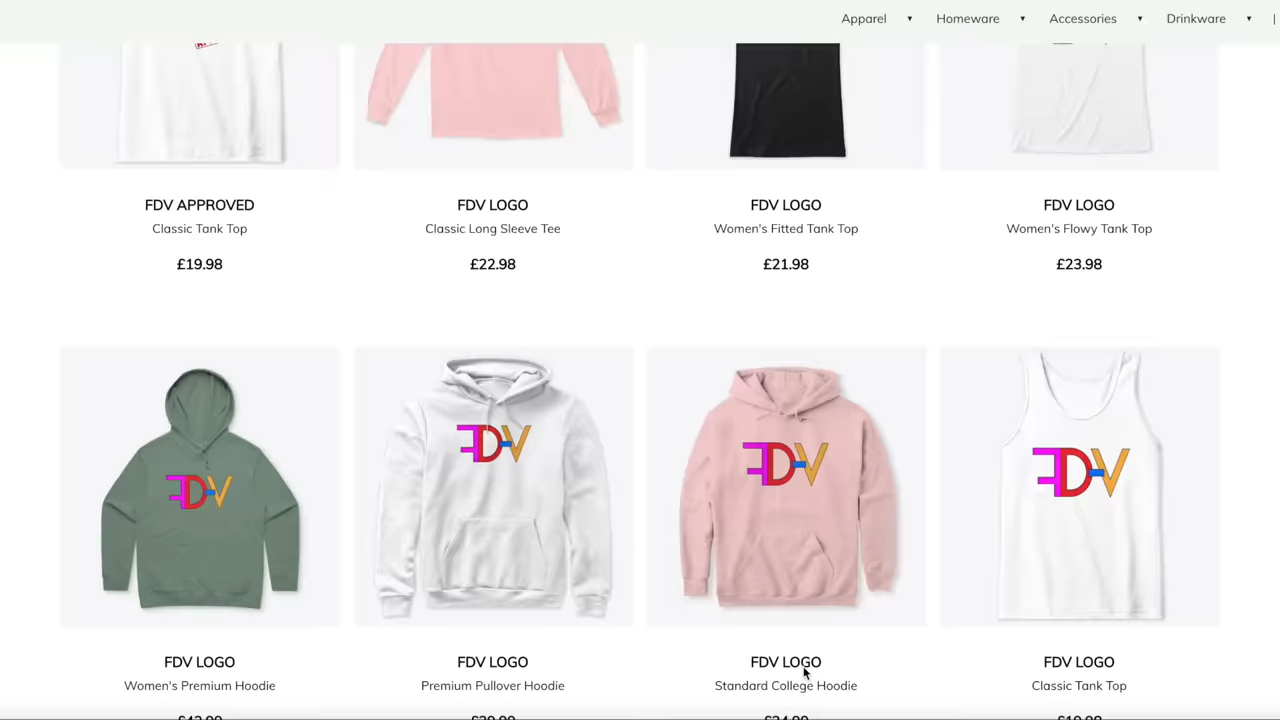 Apparel ▼ Homeware ▼ Accessories ▼ Drinkware ▼ |
FDV APPROVED
Classic Tank Top
£19.98
FDV LOGO
Classic Long Sleeve Tee
£22.98
FDV LOGO
Women's Fitted Tank Top
£21.98
FDV LOGO
Women's Flowy Tank Top
£23.98
FDV
FDV
FDV
FDV
FDV LOGO
Women's Premium Hoodie
FDV LOGO
Premium Pullover Hoodie
FDV LOGO
Standard College Hoodie
FDV LOGO
Classic Tank Top